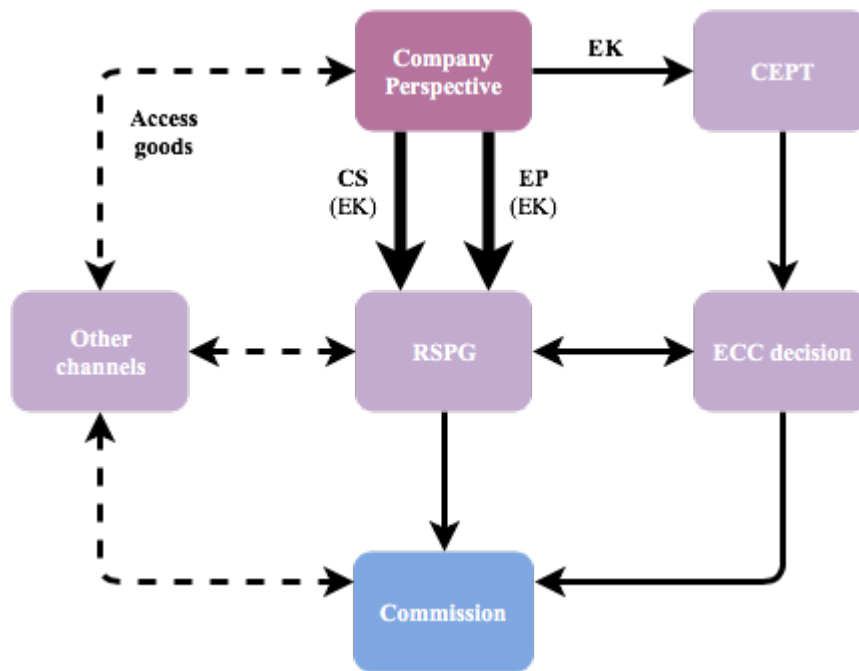 Company
Perspective
EK
CEPT
Access
goods
CS
(EK)
EP
(EK)
Other
channels
RSPG
ECC decision
Commission